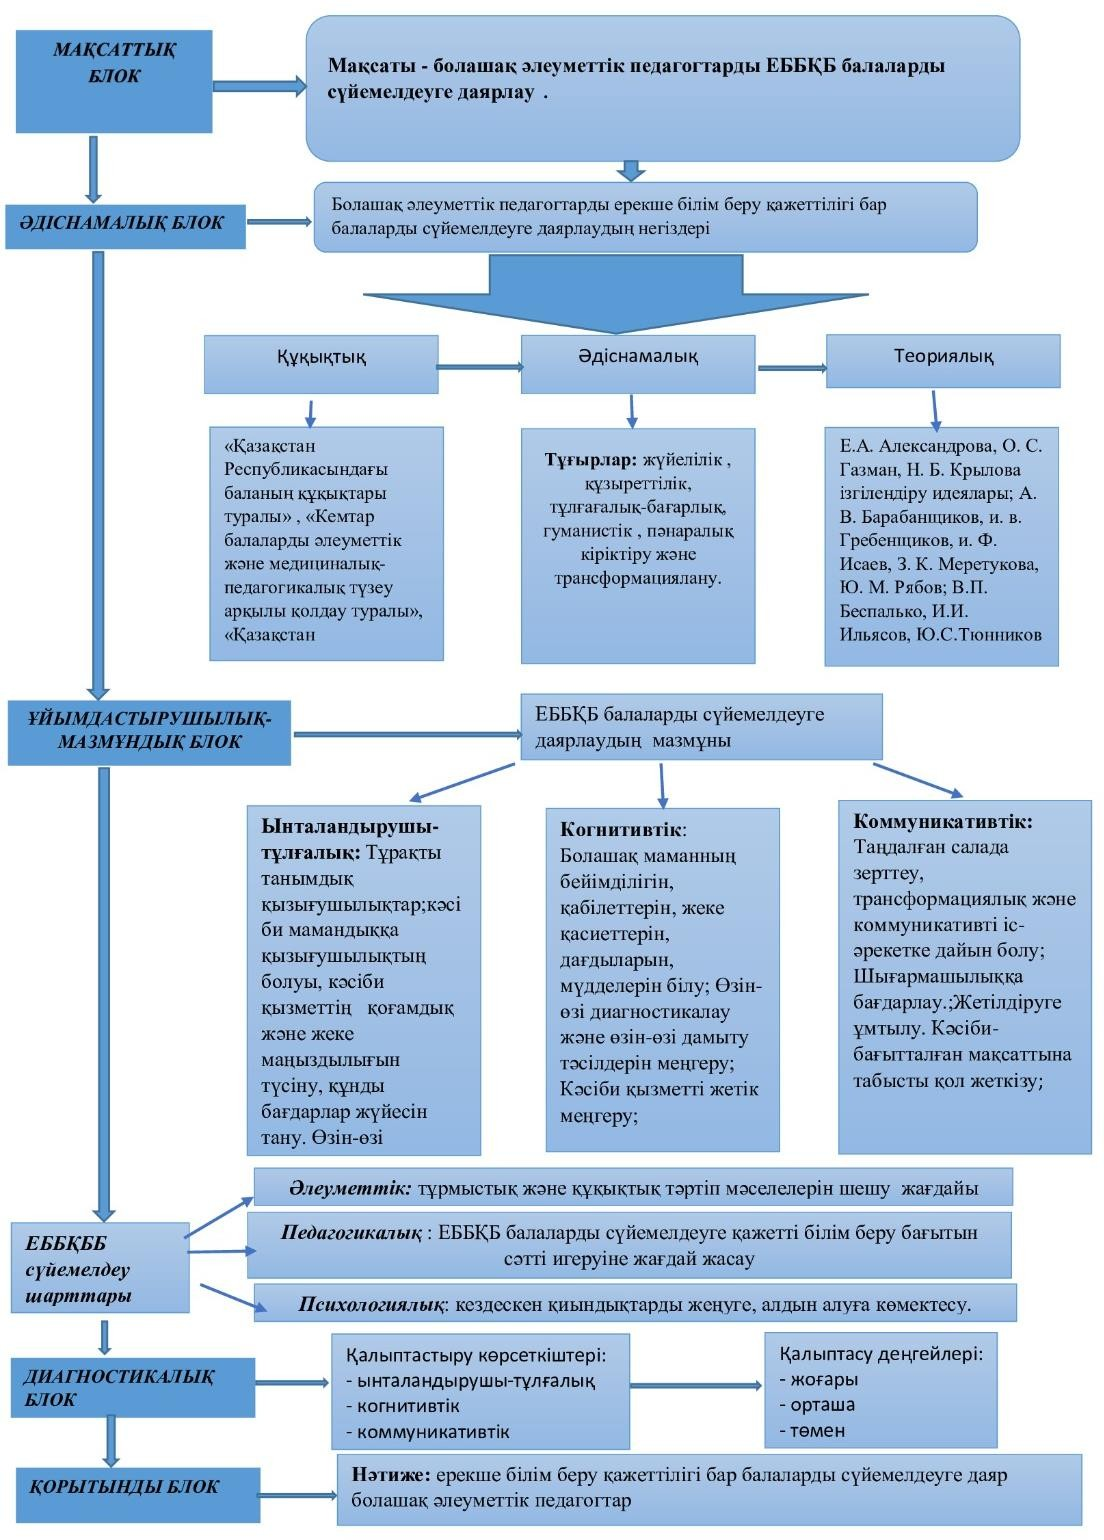 МАҚСАТТЫҚ
БЛОК
Мақсаты - болашақ әлеуметтік педагогтарды ЕББҚБ балаларды
сүйемелдеуге даярлау .
ӘДІСНАМАЛЫҚ БЛОК
Болашақ әлеуметтік педагогтарды ерекше білім беру қажеттілігі бар
балаларды сүйемелдеуге даярлаудың негіздері
Құқықтық
Әдіснамалық
Теориялық
«Қазақстан
Республикасындағы
баланың құқықтары
туралы» , «Кемтар
балаларды әлеуметтік
және медициналық-
педагогикалық түзеу
арқылы қолдау туралы»,
«Қазақстан
Тұғырлар: жүйелілік ,
құзыреттілік,
тұлғағалық-бағарлық,
гуманистік , пәнаралық
кіріктіру және
трансформациялану.
Е.А. Александрова, О. С.
Газман, Н. Б. Крылова
ізгілендіру идеялары; А.
В. Барабанщиков, и. в.
Гребенщиков, и. Ф.
Исаев, З. К. Меретукова,
Ю. М. Рябов; В.П.
Беспалько, И.И.
Ильясов, Ю.С.Тюнников
ҰЙЫМДАСТЫРУШЫЛЫҚ-
МАЗМҰНДЫҚ БЛОК
ЕББҚБ балаларды сүйемелдеуге
даярлаудың мазмұны
Ынталандырушы-
тұлғалық: Тұрақты
танымдық
қызығушылықтар;кәсі
би мамандыққа
қызығушылықтың
болуы, кәсіби
қызметтің қоғамдық
және жеке
маңыздылығын
түсіну, құнды
бағдарлар жүйесін
тану. Өзін-өзі
Когнитивтік:
Болашақ маманның
бейімділігін,
қабілеттерін, жеке
қасиеттерін,
дағдыларын,
мүдделерін білу; Өзін-
өзі диагностикалау
және өзін-өзі дамыту
тәсілдерін меңгеру;
Кәсіби қызметті жетік
меңгеру;
Коммуникативтік:
Таңдалған салада
зерттеу,
трансформациялық және
коммуникативті іс-
әрекетке дайын болу;
Шығармашылыққа
бағдарлау.;Жетілдіруге
ұмтылу. Кәсіби-
бағытталған мақсаттына
табысты қол жеткізу;
ЕББҚББ
сүйемелдеу
шарттары
Әлеуметтік: тұрмыстық және құқықтық тәртіп мәселелерін шешу жағдайы
Педагогикалық : ЕББҚБ балаларды сүйемелдеуге қажетті білім беру бағытын
сәтті игеруіне жағдай жасау
Психологиялық: кездескен қиындықтарды жеңуге, алдын алуға көмектесу.
ДИАГНОСТИКАЛЫҚ
БЛОК
Қалыптастыру көрсеткіштері:
- ынталандырушы-тұлғалық
- когнитивтік
- коммуникативтік
Қалыптасу деңгейлері:
- жоғары
- орташа
- төмен
ҚОРЫТЫНДЫ БЛОК
Нәтиже: ерекше білім беру қажеттілігі бар балаларды сүйемелдеуге даяр
болашақ әлеуметтік педагогтар